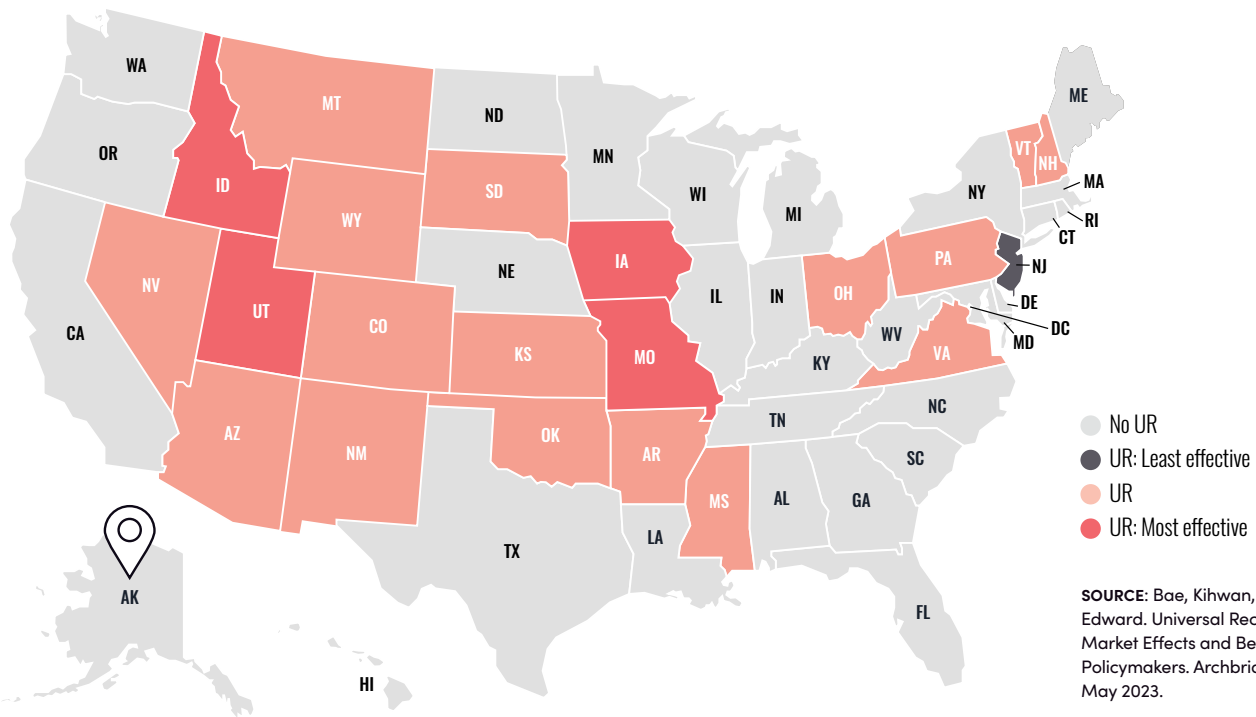 WA
MT
ND
MN
ME
OR
ID
SD
WI
VT
NH
WY
MI
NY
MA
RI
CT
NV
UT
NE
IA
PA
NJ
CA
CO
IL
IN
OH
DE
DC
MD
KS
MO
WV
VA
KY
AZ
NM
OK
AR
TN
NC
SC
MS
AL
GA
TX
LA
AK
FL
HI
No UR
UR: Least effective
UR
UR: Most effective
SOURCE: Bae, Kihwan,
Edward. Universal Rec
Market Effects and Be
Policymakers. Archbri
May 2023.